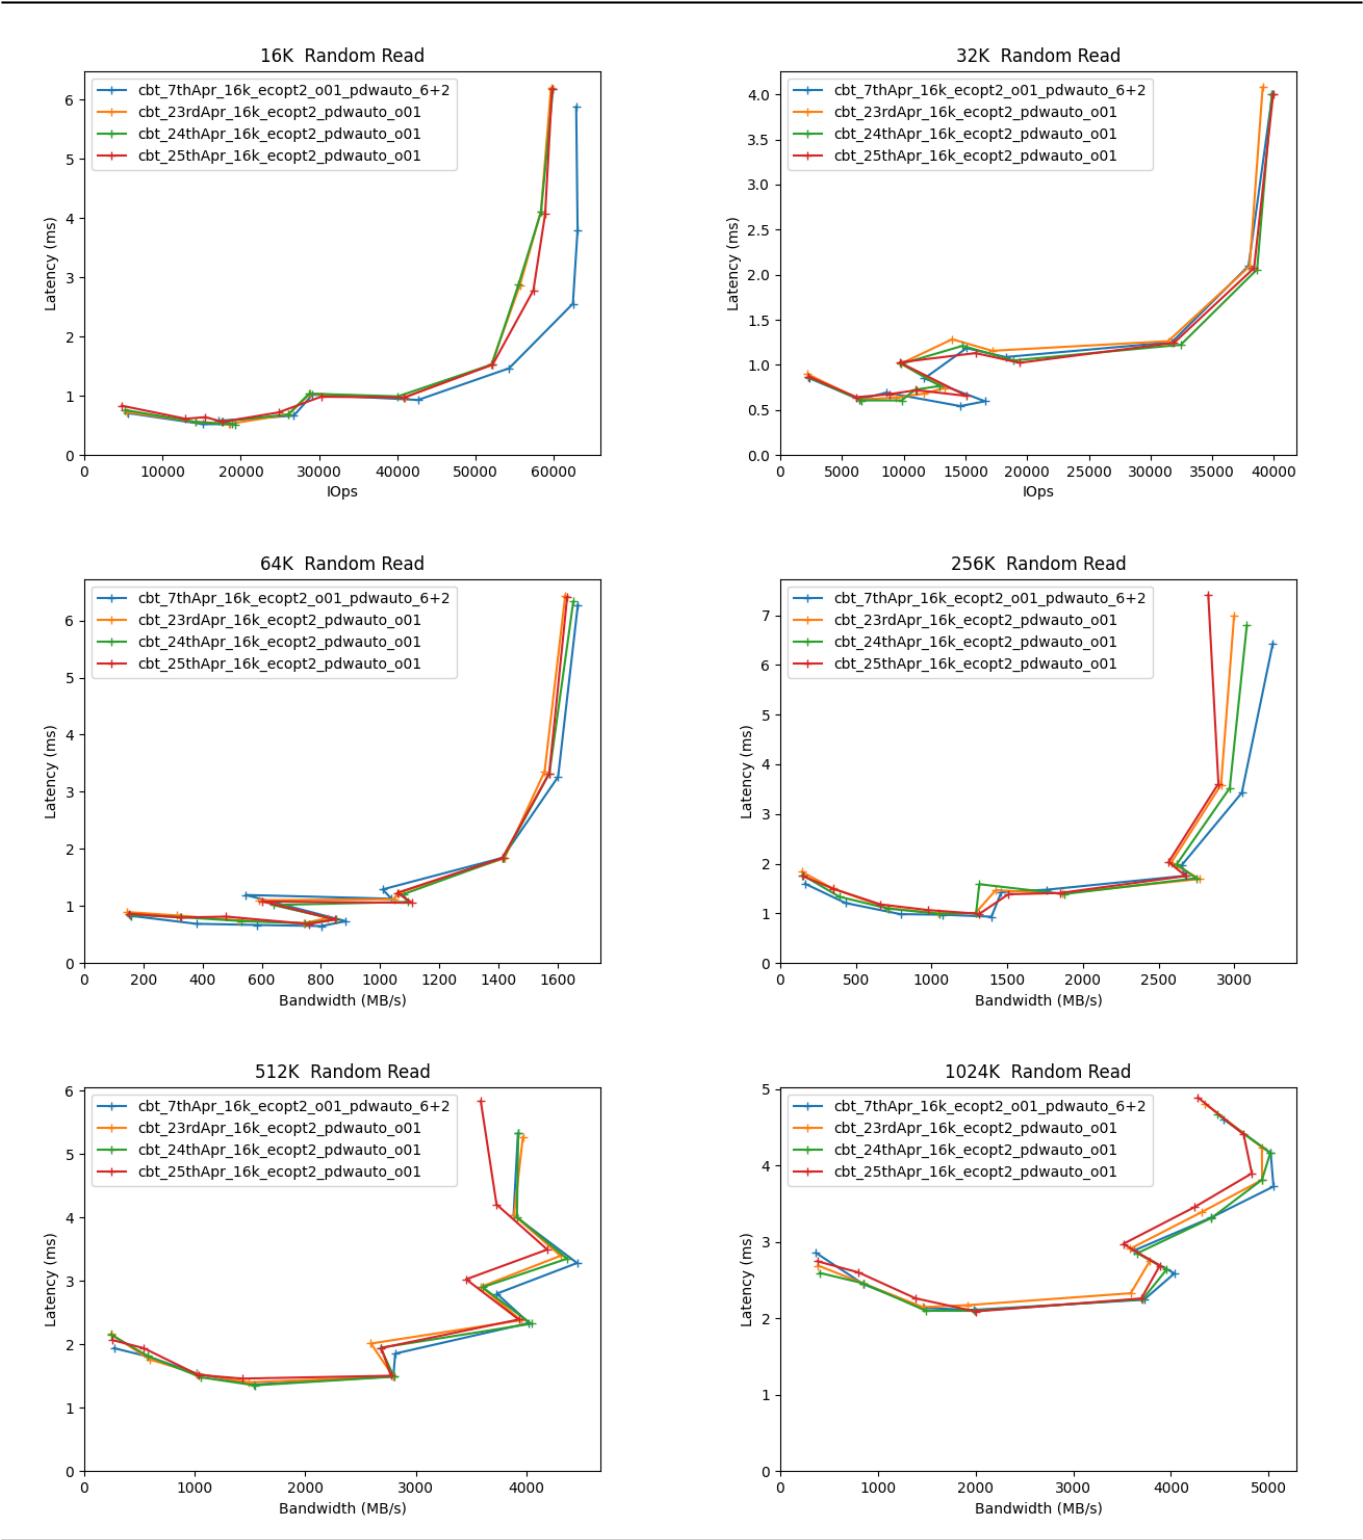 16K  Random Read
cbt_7thApr_16k_ecopt2_o01_pdwauto_6+2
cbt_23rdApr_16k_ecopt2_pdwauto_o01
cbt_24thApr_16k_ecopt2_pdwauto_o01
cbt_25thApr_16k_ecopt2_pdwauto_o01
Latency (ms)
6
5
4
3
2
1
0
0 10000 20000 30000 40000 50000 60000
IOps
32K  Random Read
cbt_7thApr_16k_ecopt2_o01_pdwauto_6+2
cbt_23rdApr_16k_ecopt2_pdwauto_o01
cbt_24thApr_16k_ecopt2_pdwauto_o01
cbt_25thApr_16k_ecopt2_pdwauto_o01
Latency (ms)
4.0
3.5
3.0
2.5
2.0
1.5
1.0
0.5
0.0
0 5000 10000 15000 20000 25000 30000 35000 40000
IOps
64K  Random Read
cbt_7thApr_16k_ecopt2_o01_pdwauto_6+2
cbt_23rdApr_16k_ecopt2_pdwauto_o01
cbt_24thApr_16k_ecopt2_pdwauto_o01
cbt_25thApr_16k_ecopt2_pdwauto_o01
Latency (ms)
6
5
4
3
2
1
0
0 200 400 600 800 1000 1200 1400 1600
Bandwidth (MB/s)
256K  Random Read
cbt_7thApr_16k_ecopt2_o01_pdwauto_6+2
cbt_23rdApr_16k_ecopt2_pdwauto_o01
cbt_24thApr_16k_ecopt2_pdwauto_o01
cbt_25thApr_16k_ecopt2_pdwauto_o01
Latency (ms)
7
6
5
4
3
2
1
0
0 500 1000 1500 2000 2500 3000
Bandwidth (MB/s)
512K  Random Read
cbt_7thApr_16k_ecopt2_o01_pdwauto_6+2
cbt_23rdApr_16k_ecopt2_pdwauto_o01
cbt_24thApr_16k_ecopt2_pdwauto_o01
cbt_25thApr_16k_ecopt2_pdwauto_o01
Latency (ms)
6
5
4
3
2
1
0
0 1000 2000 3000 4000
Bandwidth (MB/s)
1024K  Random Read
cbt_7thApr_16k_ecopt2_o01_pdwauto_6+2
cbt_23rdApr_16k_ecopt2_pdwauto_o01
cbt_24thApr_16k_ecopt2_pdwauto_o01
cbt_25thApr_16k_ecopt2_pdwauto_o01
Latency (ms)
5
4
3
2
1
0
0 1000 2000 3000 4000 5000
Bandwidth (MB/s)